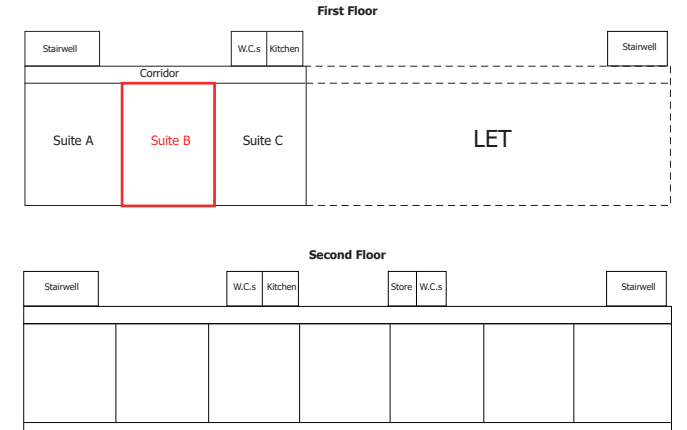 First Floor
Stairwell
W.C.s
Kitchen
Stairwell
Corridor
Suite A
Suite B
Suite C
LET
Second Floor
Stairwell
W.C.s
Kitchen
Store
W.C.s
Stairwell